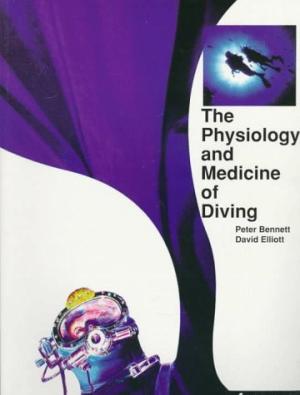 The
Physiology
and
Medicine
of
Diving
Peter Bennett
David Elliott